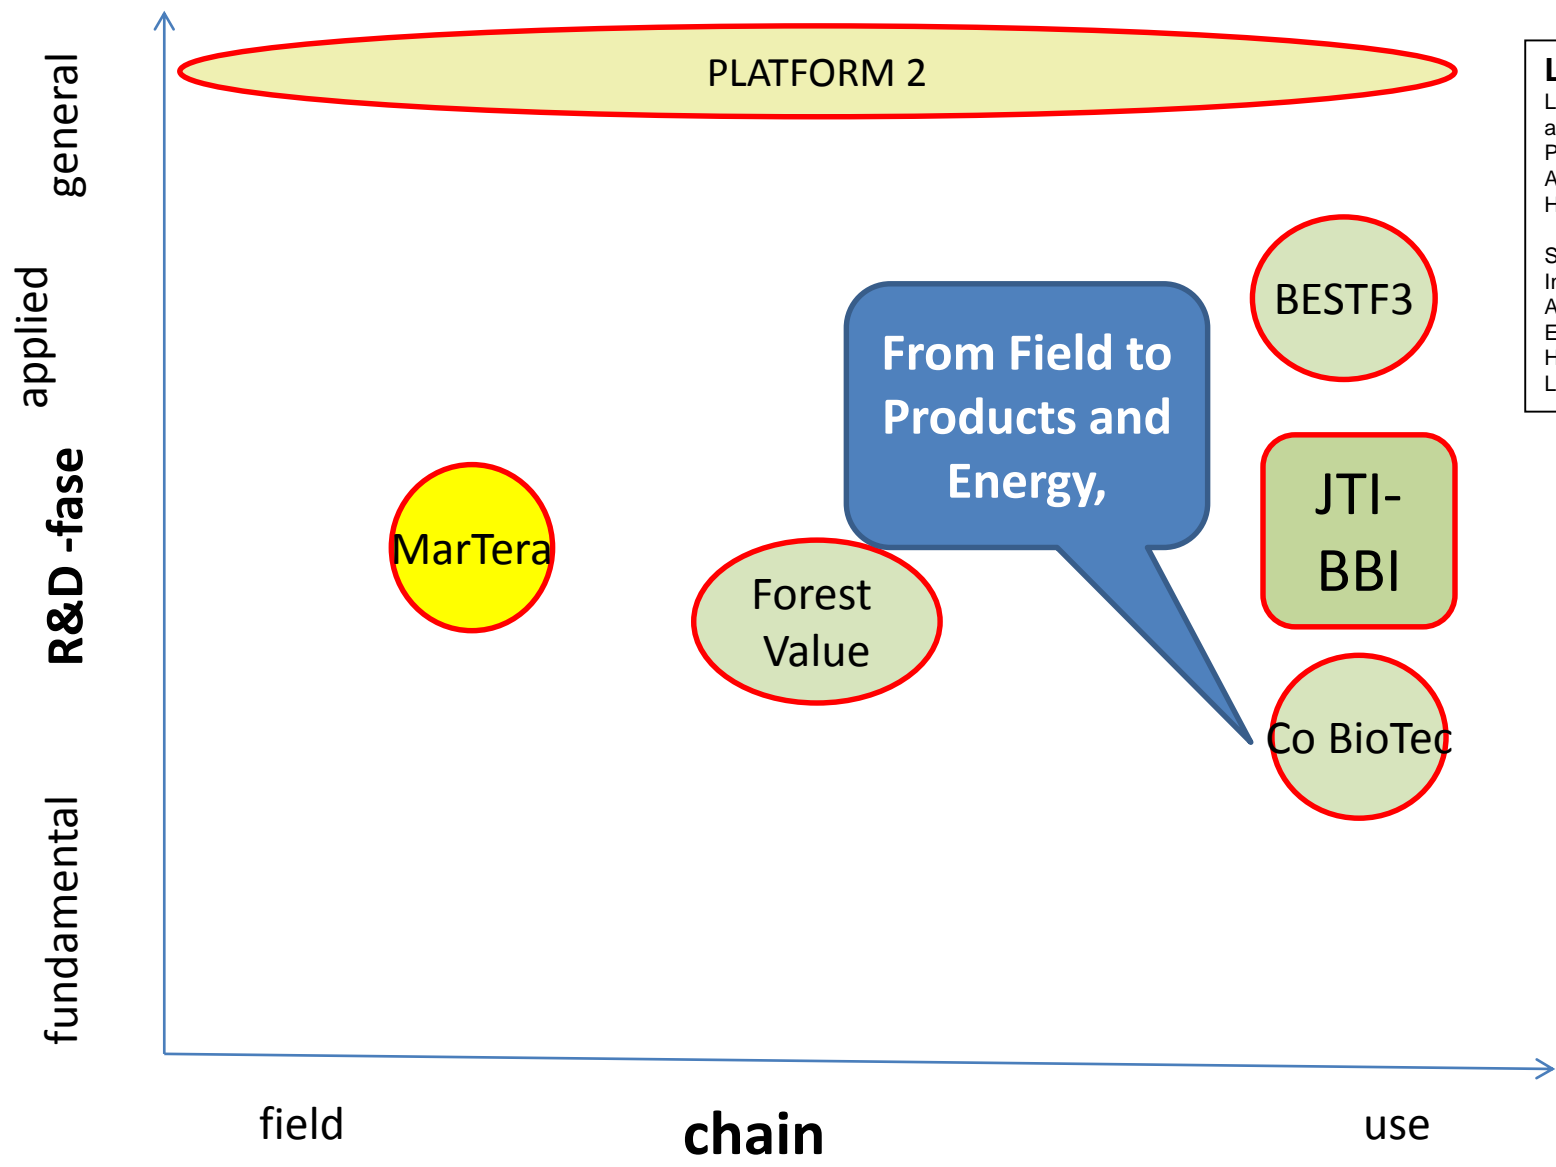 PLATFORM 2
general
applied
R&D -fase
fundamental
BESTF3
From Field to
Products and
Energy,
JTI-
BBI
MarTera
Forest
Value
Co BioTec
field
chain
use